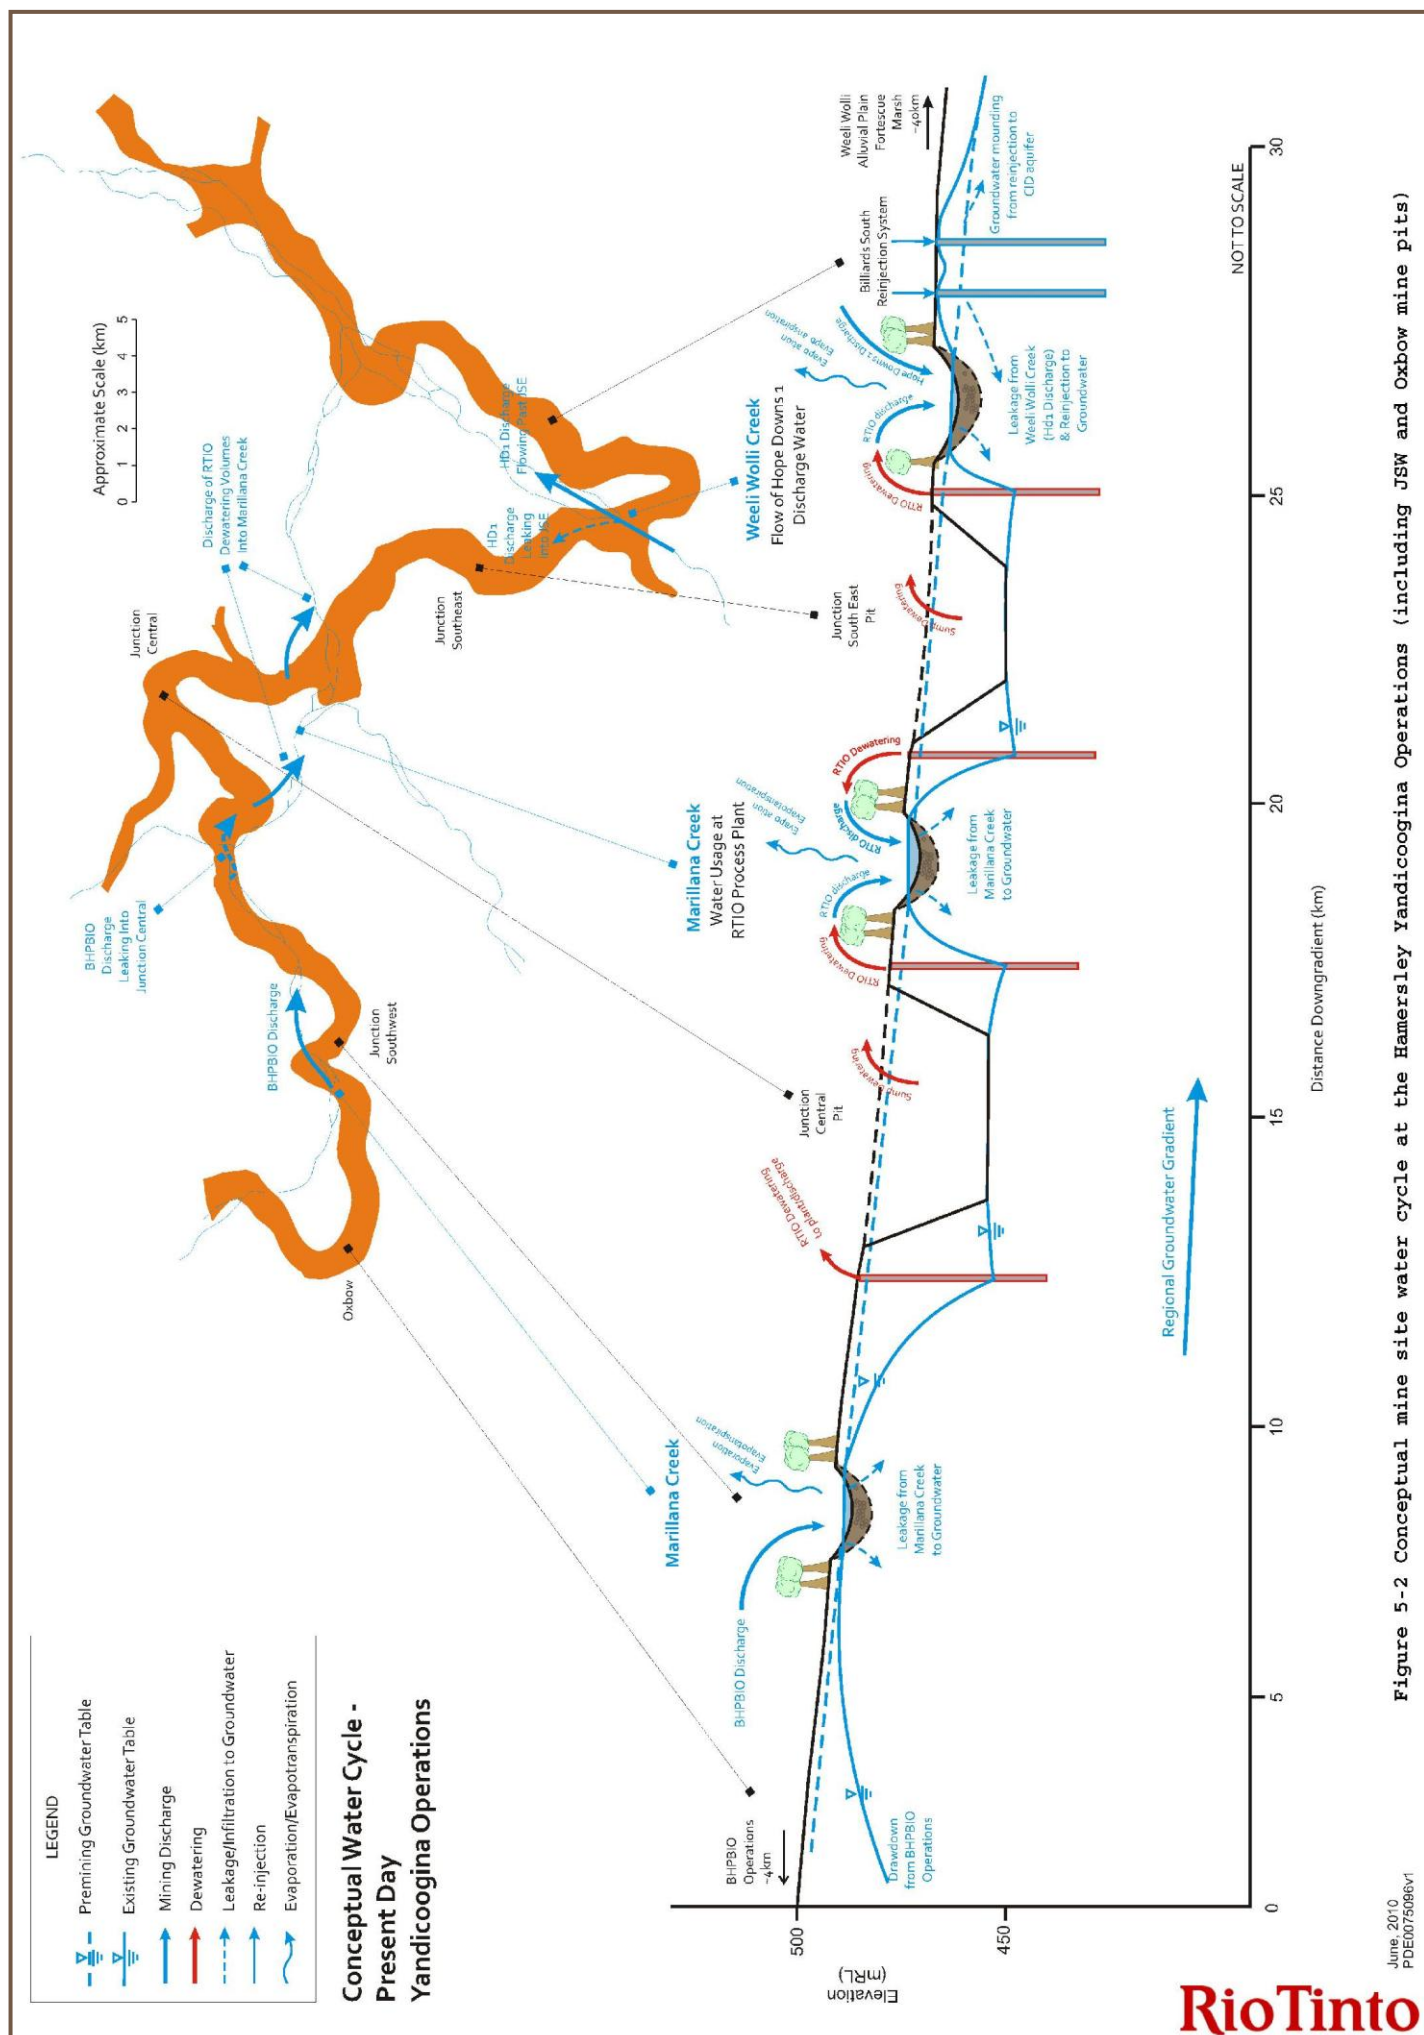 LEGEND
Premining Groundwater Table
Existing Groundwater Table
Mining Discharge
Dewatering
Leakage/Infiltration to Groundwater
Re-injection
Evaporation/Evapotranspiration
Conceptual Water Cycle -
Present Day
Yandicoogina Operations
Oxbow
BHPBIO Discharge
Junction
Southwest
BHPBIO
Discharge
Leaking Into
Junction Central
Junction
Central
Discharge of RTIO
Dewatering Volumes
Into Marillana Creek
Junction
Southeast
HD1
Discharge
Leaking
Into JSE
HD1 Discharge
Flowing Past JSE
Approximate Scale (km)
0 1 2 3 4 5
Marillana Creek
Marillana Creek
Water Usage at
RTIO Process Plant
Weeli Wolli Creek
Flow of Hope Downs 1
Discharge Water
BHPBIO
Operations
~4km
BHPBIO Discharge
Evaporation
Evapotanspiration
RTIO Dewatering
to plant/discharge
Junction
Central
Pit
Sump Dewatering
RTIO Dewatering
RTIO discharge
Evapo ation
Evapotanspiration
RTIO discharge
RTIO Dewatering
Junction
South East
Pit
Sump Dewatering
RTIO Dewatering
RTIO discharge
Evapo ation
Evapo anspiration
Hope Downs 1 Discharge
Billiards South
Reinjection System
Weeli Wolli
Alluvial Plain
Fortescue
Marsh
~40km
Drawdown
from BHPBIO
Operations
Leakage from
Marillana Creek
to Groundwater
Leakage from
Marillana Creek
to Groundwater
Leakage from
Weeli Wolli Creek
(Hd1 Discharge)
& Reinjection to
Groundwater
Groundwater mounding
from reinjection to
CID aquifer
Elevation
(mRL)
500
450
Regional Groundwater Gradient
NOT TO SCALE
0 5 10 15 20 25 30
Distance Downgradient (km)
Figure 5-2 Conceptual mine site water cycle at the Hamersley Yandicoogina Operations (including JSW and Oxbow mine pits)
June, 2010
PDE0075096v1
RioTinto